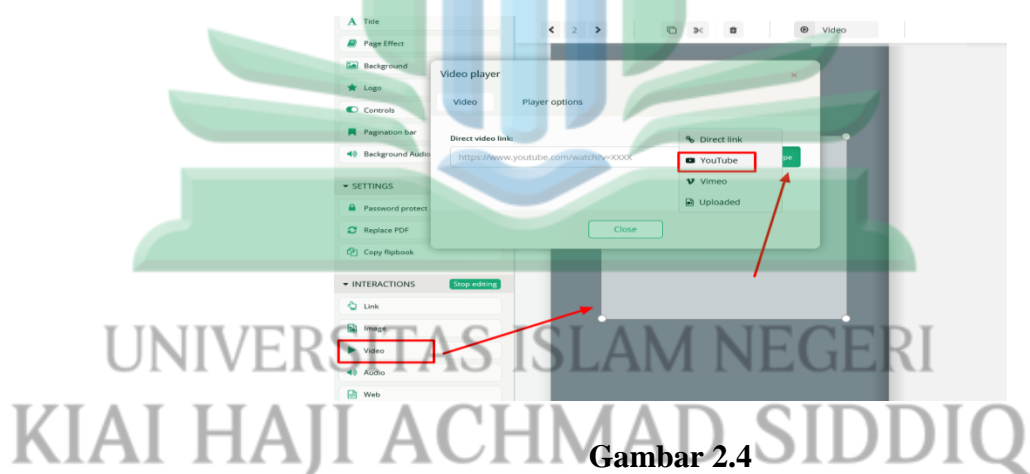 Title
Page Effect
Background
Logo
Controls
Pagination bar
Background Audio
SETTINGS
Password protect
Replace PDF
Copy flipbook
INTERACTIONS Stop editing
Link
Image
Video
Audio
Web
2 Video
Video player ×
Video Player options
Direct video link:
https://www.youtube.com/watch?v=XXXX
Direct link
YouTube
Vimeo
Uploaded
Close
UNIVERSITAS ISLAM NEGERI
KIAI HAJI ACHMAD SIDDIQ
Gambar 2.4